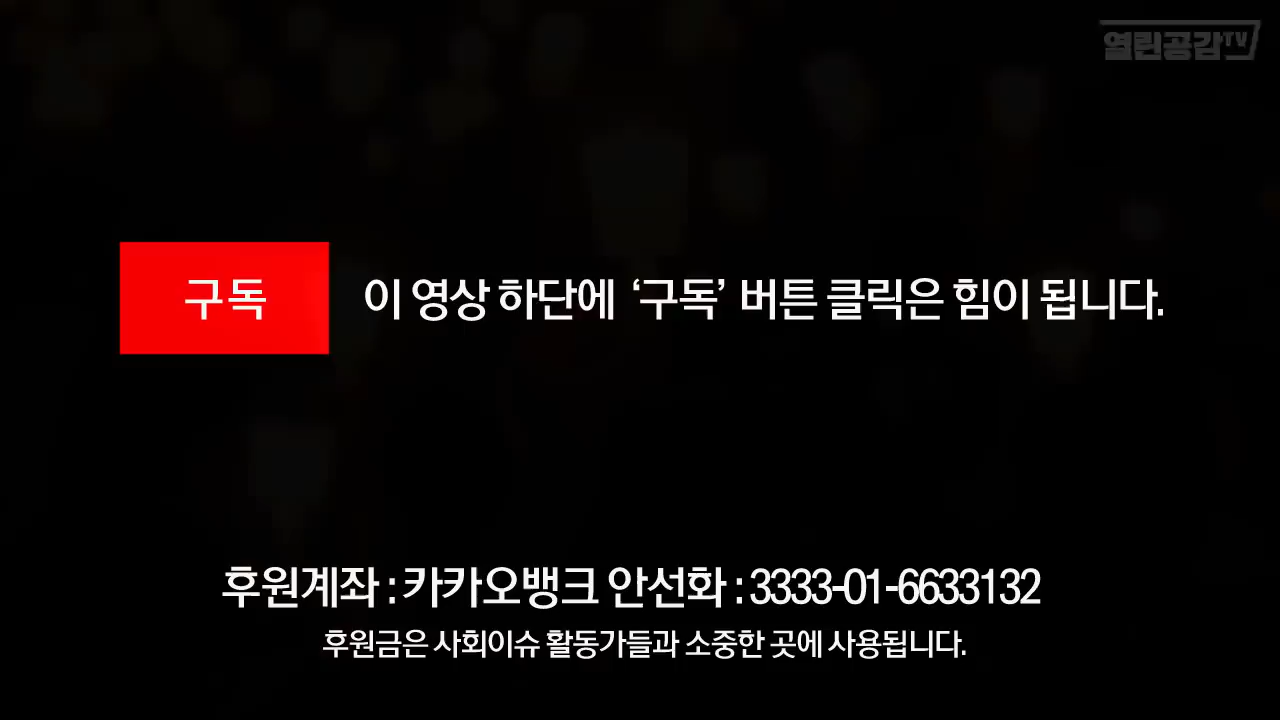 열린공감TV
구독
이 영상 하단에 ‘구독’ 버튼 클릭은 힘이 됩니다.
후원계좌 : 카카오뱅크 안선화 : 3333-01-6633132
후원금은 사회이슈 활동가들과 소중한 곳에 사용됩니다.